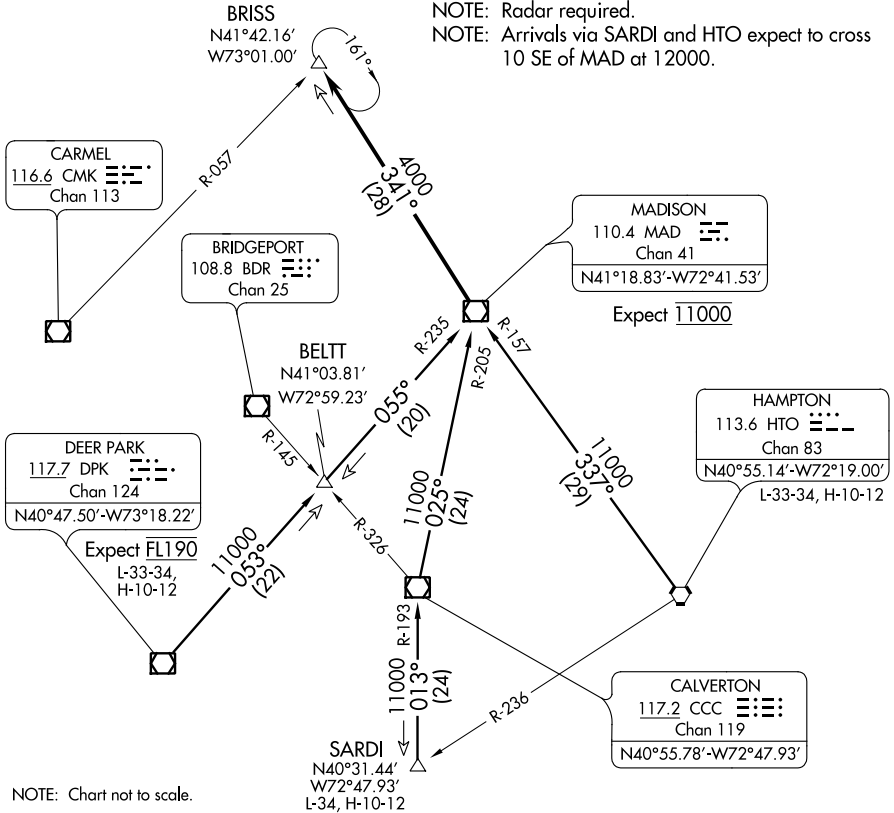 BRISS
N41°42.16′
W73°01.00′
NOTE: Radar required.
NOTE: Arrivals via SARDI and HTO expect to cross
10 SE of MAD at 12000.
161°
CARMEL
116.6 CMK
Chan 113
R-057
4000
341°
(28)
MADISON
110.4 MAD
Chan 41
N41°18.83′-W72°41.53′
Expect 11000
BRIDGEPORT
108.8 BDR
Chan 25
R-235
R-205
R-157
BELTT
N41°03.81′
W72°59.23′
055°
(20)
R-145
HAMPTON
113.6 HTO
Chan 83
N40°55.14′-W72°19.00′
L-33-34, H-10-12
DEER PARK
117.7 DPK
Chan 124
N40°47.50′-W73°18.22′
Expect FL190
L-33-34,
H-10-12
11000
053°
(22)
R-326
11000
025°
(24)
11000
337°
(29)
R-193
11000
013°
(24)
R-236
CALVERTON
117.2 CCC
Chan 119
N40°55.78′-W72°47.93′
SARDI
N40°31.44′
W72°47.93′
L-34, H-10-12
NOTE: Chart not to scale.